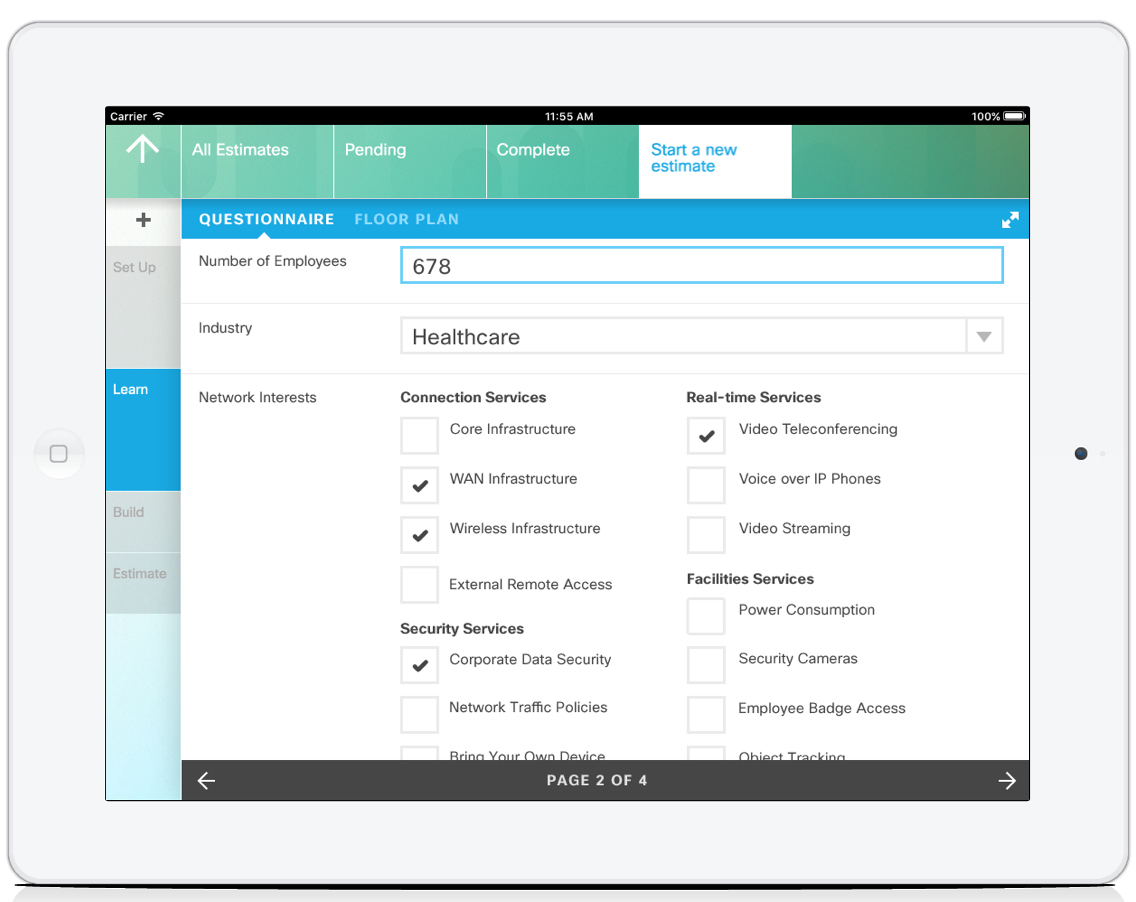 Carrier 11:55 AM 100%
All Estimates Pending Complete Start a new
estimate
QUESTIONNAIRE FLOOR PLAN
Set Up
Learn
Build
Estimate
Number of Employees 678
Industry Healthcare
Network Interests
Connection Services
Core Infrastructure
WAN Infrastructure
Wireless Infrastructure
External Remote Access
Security Services
Corporate Data Security
Network Traffic Policies
Bring Your Own Device
Real-time Services
Video Teleconferencing
Voice over IP Phones
Video Streaming
Facilities Services
Power Consumption
Security Cameras
Employee Badge Access
Object Tracking
PAGE 2 OF 4